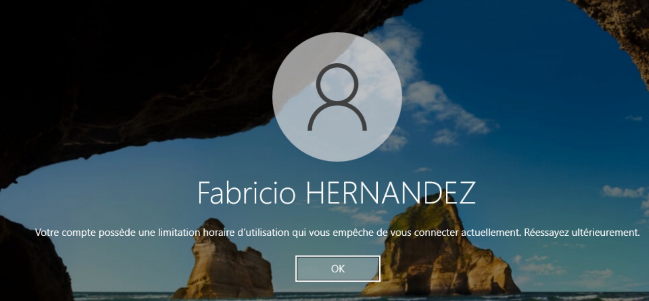 Fabricio HERNANDEZ
Votre compte possède une limitation horaire d'utilisation qui vous empêche de vous connecter actuellement. Réessayez ultérieurement.
OK